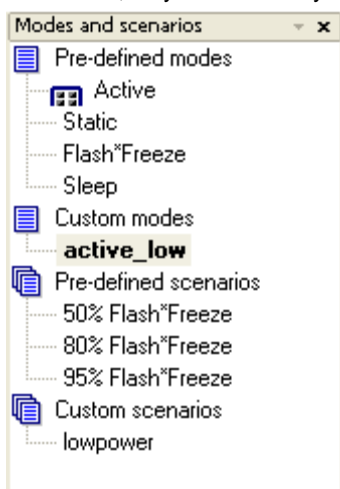 Modes and scenarios
Pre-defined modes
Active
Static
Flash*Freeze
Sleep
Custom modes
active_low
Pre-defined scenarios
50% Flash*Freeze
80% Flash*Freeze
95% Flash*Freeze
Custom scenarios
lowpower